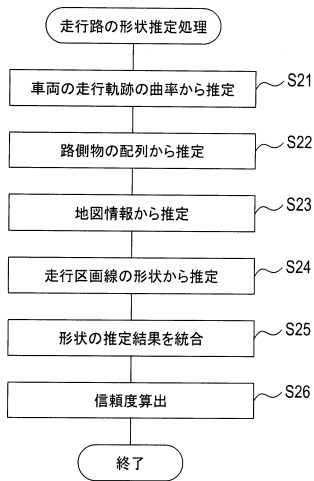 走行路の形状推定処理
車両の走行軌跡の曲率から推定 S21
路側物の配列から推定 S22
地図情報から推定 S23
走行区画線の形状から推定 S24
形状の推定結果を統合 S25
信頼度算出 S26
終了